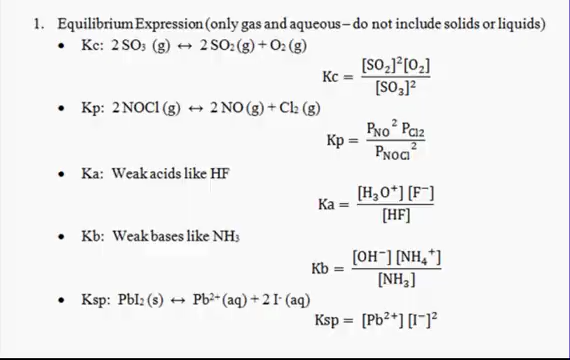 1. Equilibrium Expression (only gas and aqueous – do not include solids or liquids)
• Kc: 2 SO₃ (g) ↔ 2 SO₂ (g) + O₂ (g)
Kc = [SO₂]²[O₂] / [SO₃]²
• Kp: 2 NOCl (g) ↔ 2 NO (g) + Cl₂ (g)
Kp = P_NO² P_Cl2 / P_NOCl²
• Ka: Weak acids like HF
Ka = [H₃O⁺] [F⁻] / [HF]
• Kb: Weak bases like NH₃
Kb = [OH⁻] [NH₄⁺] / [NH₃]
• Ksp: PbI₂ (s) ↔ Pb²⁺ (aq) + 2 I⁻ (aq)
Ksp = [Pb²⁺] [I⁻]²